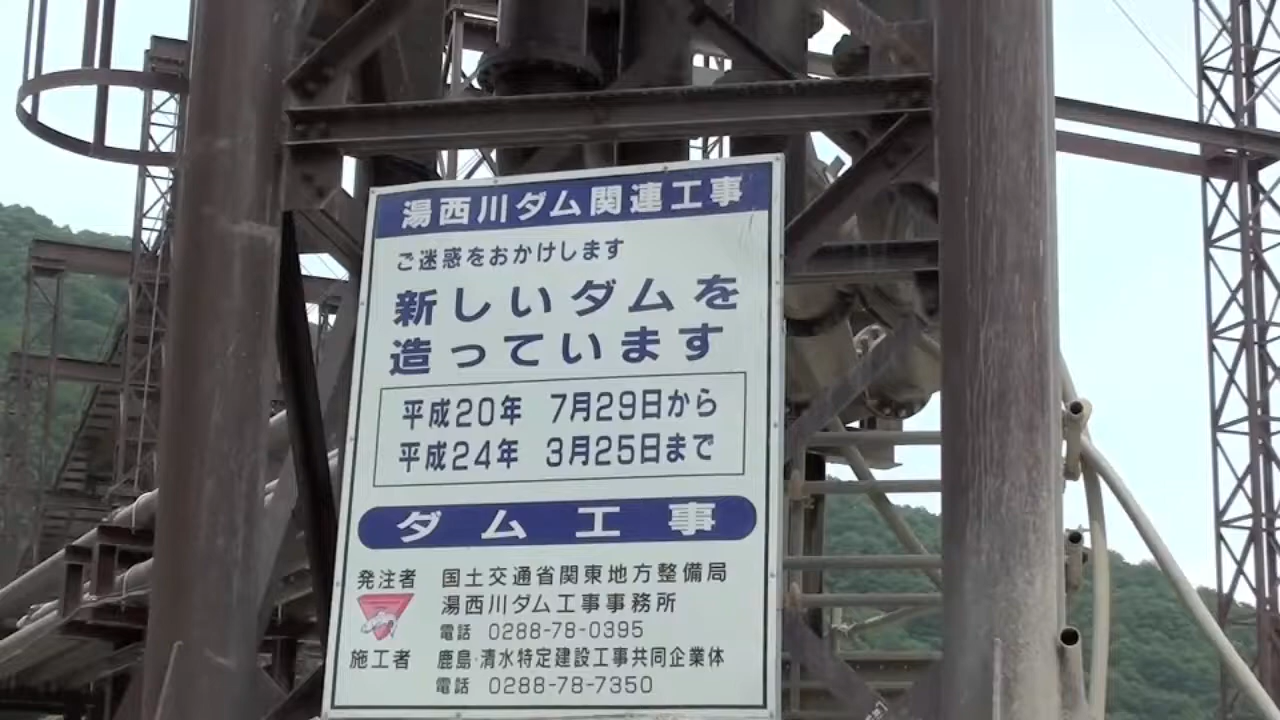 湯西川ダム関連工事
ご迷惑をおかけします
新しいダムを
造っています
平成20年 7月29日から
平成24年 3月25日まで
ダム工事
発注者 国土交通省関東地方整備局
湯西川ダム工事事務所
電話 0288-78-0395
施工者 鹿島・清水特定建設工事共同企業体
電話 0288-78-7350